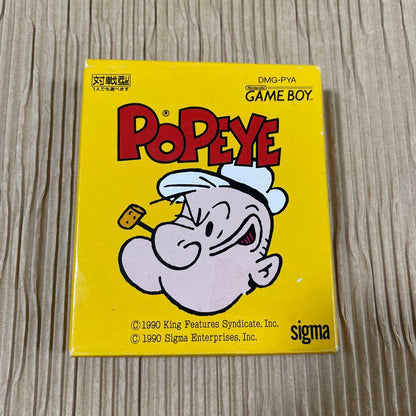 対戦型
1人でも遊べます
DMG-PYA
Nintendo
GAME BOY™
POPEYE®
©1990 King Features Syndicate, Inc.
©1990 Sigma Enterprises, Inc.
sigma